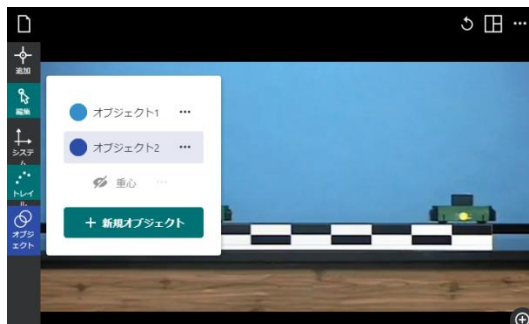 追加
編集
システ
ム
トレイ
ル
オブジ
ェクト
オブジェクト1
オブジェクト2
重心
+ 新規オブジェクト